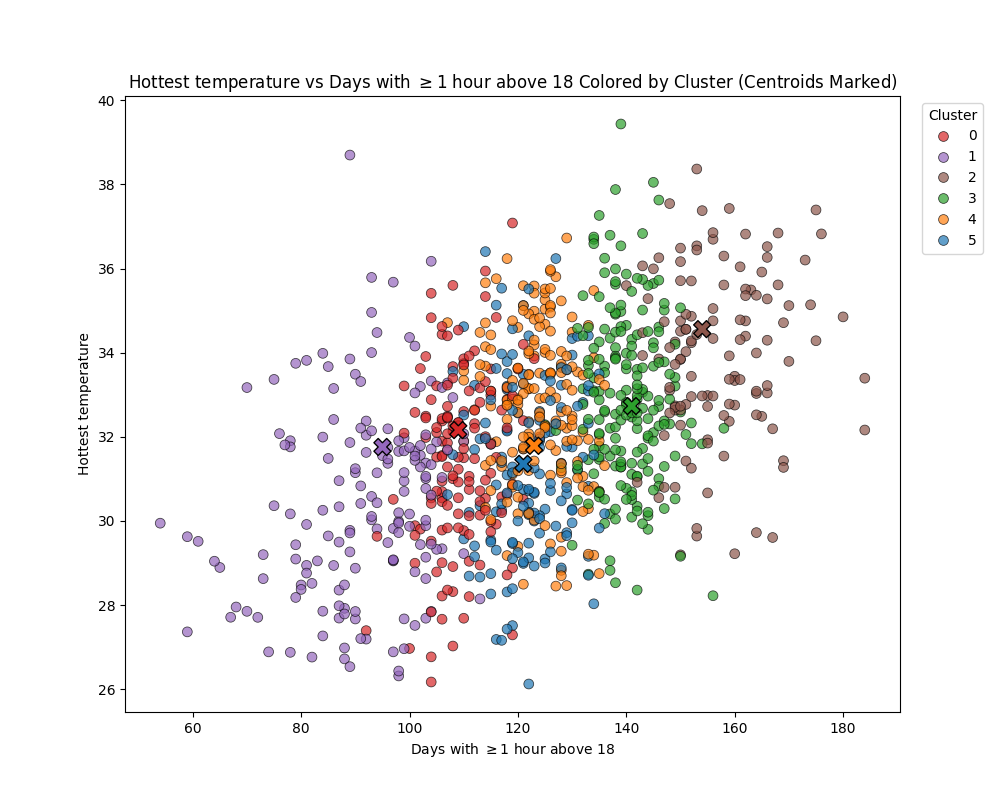 Hottest temperature vs Days with ≥1 hour above 18 Colored by Cluster (Centroids Marked)
Hottest temperature
40
38
36
34
32
30
28
26
60 80 100 120 140 160 180
Days with ≥1 hour above 18
Cluster
0
1
2
3
4
5